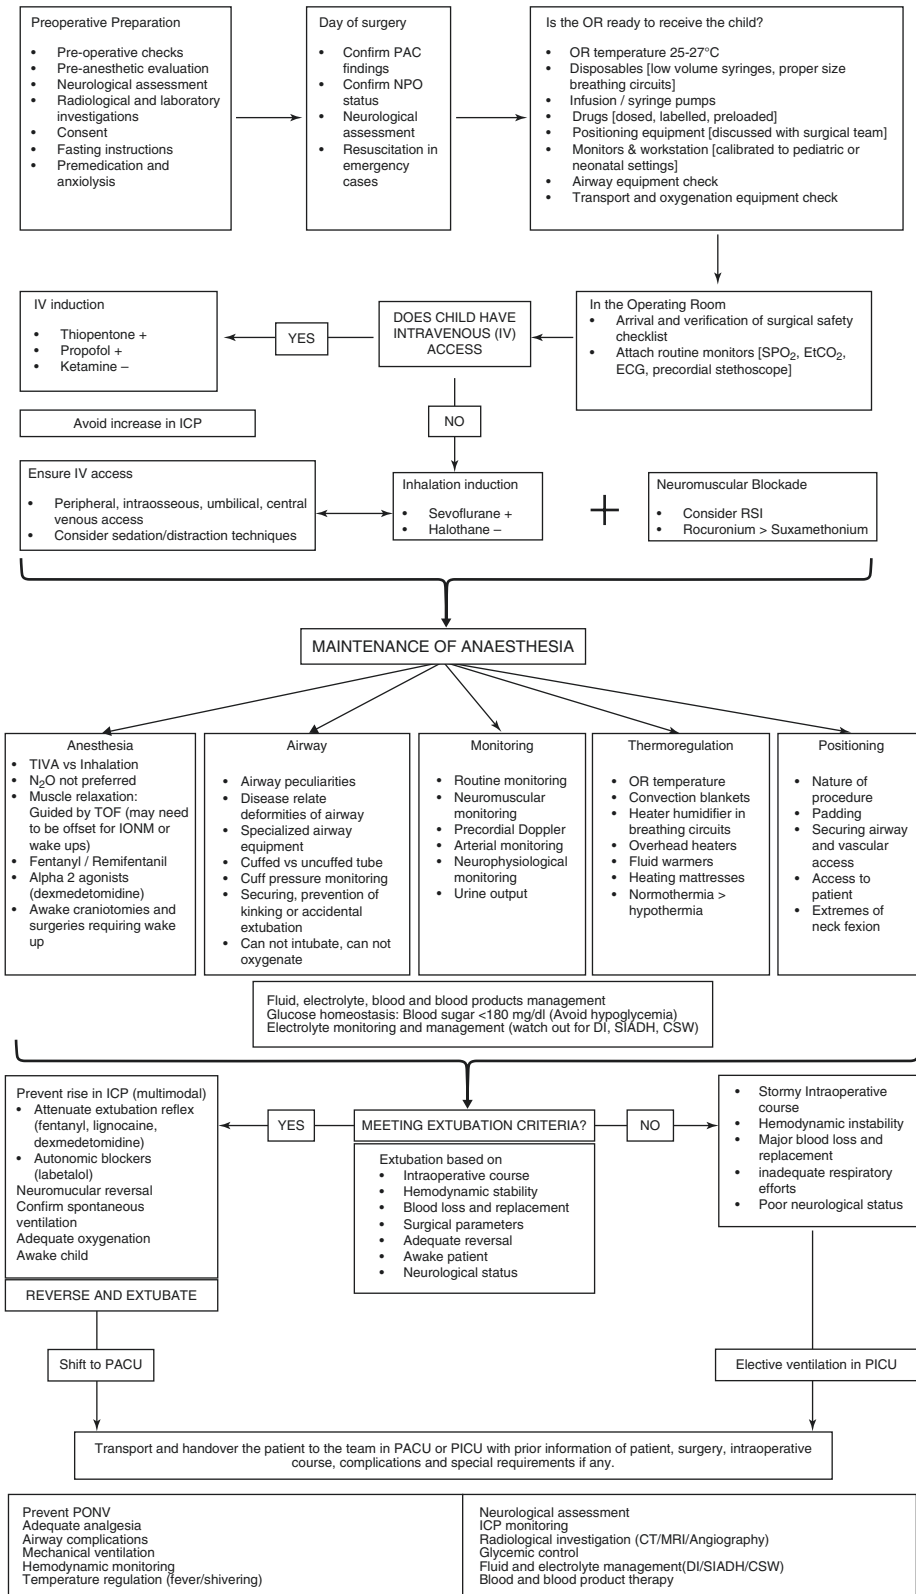 Preoperative Preparation
• Pre-operative checks
• Pre-anesthetic evaluation
• Neurological assessment
• Radiological and laboratory
investigations
• Consent
• Fasting instructions
• Premedication and
anxiolysis
Day of surgery
• Confirm PAC
findings
• Confirm NPO
status
• Neurological
assessment
• Resuscitation in
emergency
cases
Is the OR ready to receive the child?
• OR temperature 25-27°C
• Disposables [low volume syringes, proper size
breathing circuits]
• Infusion / syringe pumps
• Drugs [dosed, labelled, preloaded]
• Positioning equipment [discussed with surgical team]
• Monitors & workstation [calibrated to pediatric or
neonatal settings]
• Airway equipment check
• Transport and oxygenation equipment check
IV induction
• Thiopentone +
• Propofol +
• Ketamine –
YES
DOES CHILD HAVE
INTRAVENOUS (IV)
ACCESS
In the Operating Room
• Arrival and verification of surgical safety
checklist
• Attach routine monitors [SPO₂, EtCO₂,
ECG, precordial stethoscope]
Avoid increase in ICP
NO
Ensure IV access
• Peripheral, intraosseous, umbilical, central
venous access
• Consider sedation/distraction techniques
Inhalation induction
• Sevoflurane +
• Halothane –
+
Neuromuscular Blockade
• Consider RSI
• Rocuronium > Suxamethonium
MAINTENANCE OF ANAESTHESIA
Anesthesia
• TIVA vs Inhalation
• N₂O not preferred
• Muscle relaxation:
Guided by TOF (may need
to be offset for IONM or
wake ups)
• Fentanyl / Remifentanil
• Alpha 2 agonists
(dexmedetomidine)
• Awake craniotomies and
surgeries requiring wake
up
Airway
• Airway peculiarities
• Disease relate
deformities of airway
• Specialized airway
equipment
• Cuffed vs uncuffed tube
• Cuff pressure monitoring
• Securing, prevention of
kinking or accidental
extubation
• Can not intubate, can not
oxygenate
Monitoring
• Routine monitoring
• Neuromuscular
monitoring
• Precordial Doppler
• Arterial monitoring
• Neurophysiological
monitoring
• Urine output
Thermoregulation
• OR temperature
• Convection blankets
• Heater humidifier in
breathing circuits
• Overhead heaters
• Fluid warmers
• Heating mattresses
• Normothermia >
hypothermia
Positioning
• Nature of
procedure
• Padding
• Securing airway
and vascular
access
• Access to
patient
• Extremes of
neck fexion
Fluid, electrolyte, blood and blood products management
Glucose homeostasis: Blood sugar <180 mg/dl (Avoid hypoglycemia)
Electrolyte monitoring and management (watch out for DI, SIADH, CSW)
Prevent rise in ICP (multimodal)
• Attenuate extubation reflex
(fentanyl, lignocaine,
dexmedetomidine)
• Autonomic blockers
(labetalol)
Neuromucular reversal
Confirm spontaneous
ventilation
Adequate oxygenation
Awake child
REVERSE AND EXTUBATE
YES
MEETING EXTUBATION CRITERIA?
Extubation based on
• Intraoperative course
• Hemodynamic stability
• Blood loss and replacement
• Surgical parameters
• Adequate reversal
• Awake patient
• Neurological status
NO
• Stormy Intraoperative
course
• Hemodynamic instability
• Major blood loss and
replacement
• inadequate respiratory
efforts
• Poor neurological status
Shift to PACU
Elective ventilation in PICU
Transport and handover the patient to the team in PACU or PICU with prior information of patient, surgery, intraoperative
course, complications and special requirements if any.
Prevent PONV
Adequate analgesia
Airway complications
Mechanical ventilation
Hemodynamic monitoring
Temperature regulation (fever/shivering)
Neurological assessment
ICP monitoring
Radiological investigation (CT/MRI/Angiography)
Glycemic control
Fluid and electrolyte management(DI/SIADH/CSW)
Blood and blood product therapy